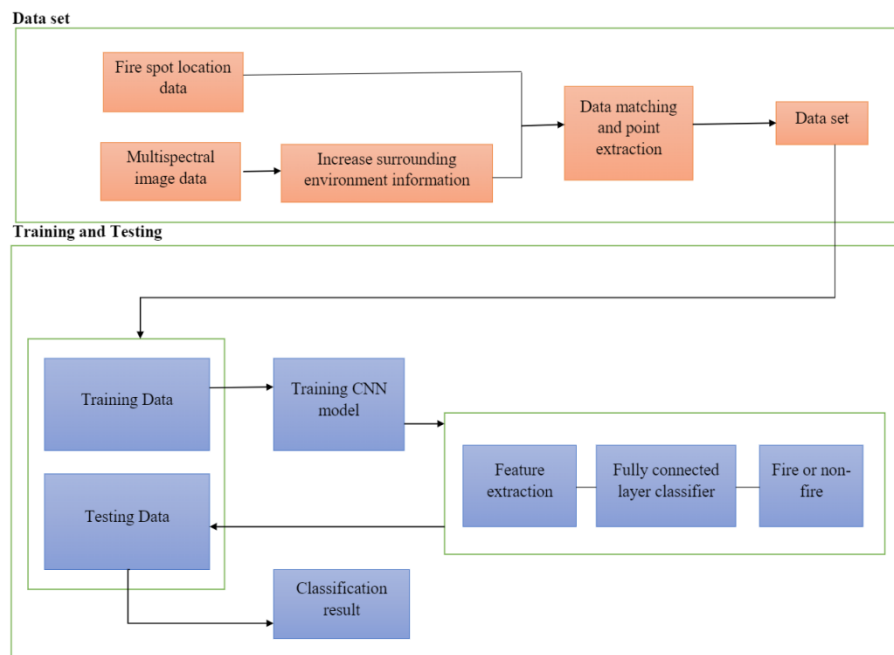 Data set
Fire spot location
data
Multispectral
image data
Increase surrounding
environment information
Data matching
and point
extraction
Data set
Training and Testing
Training Data
Training CNN
model
Feature
extraction
Fully connected
layer classifier
Fire or non-
fire
Testing Data
Classification
result